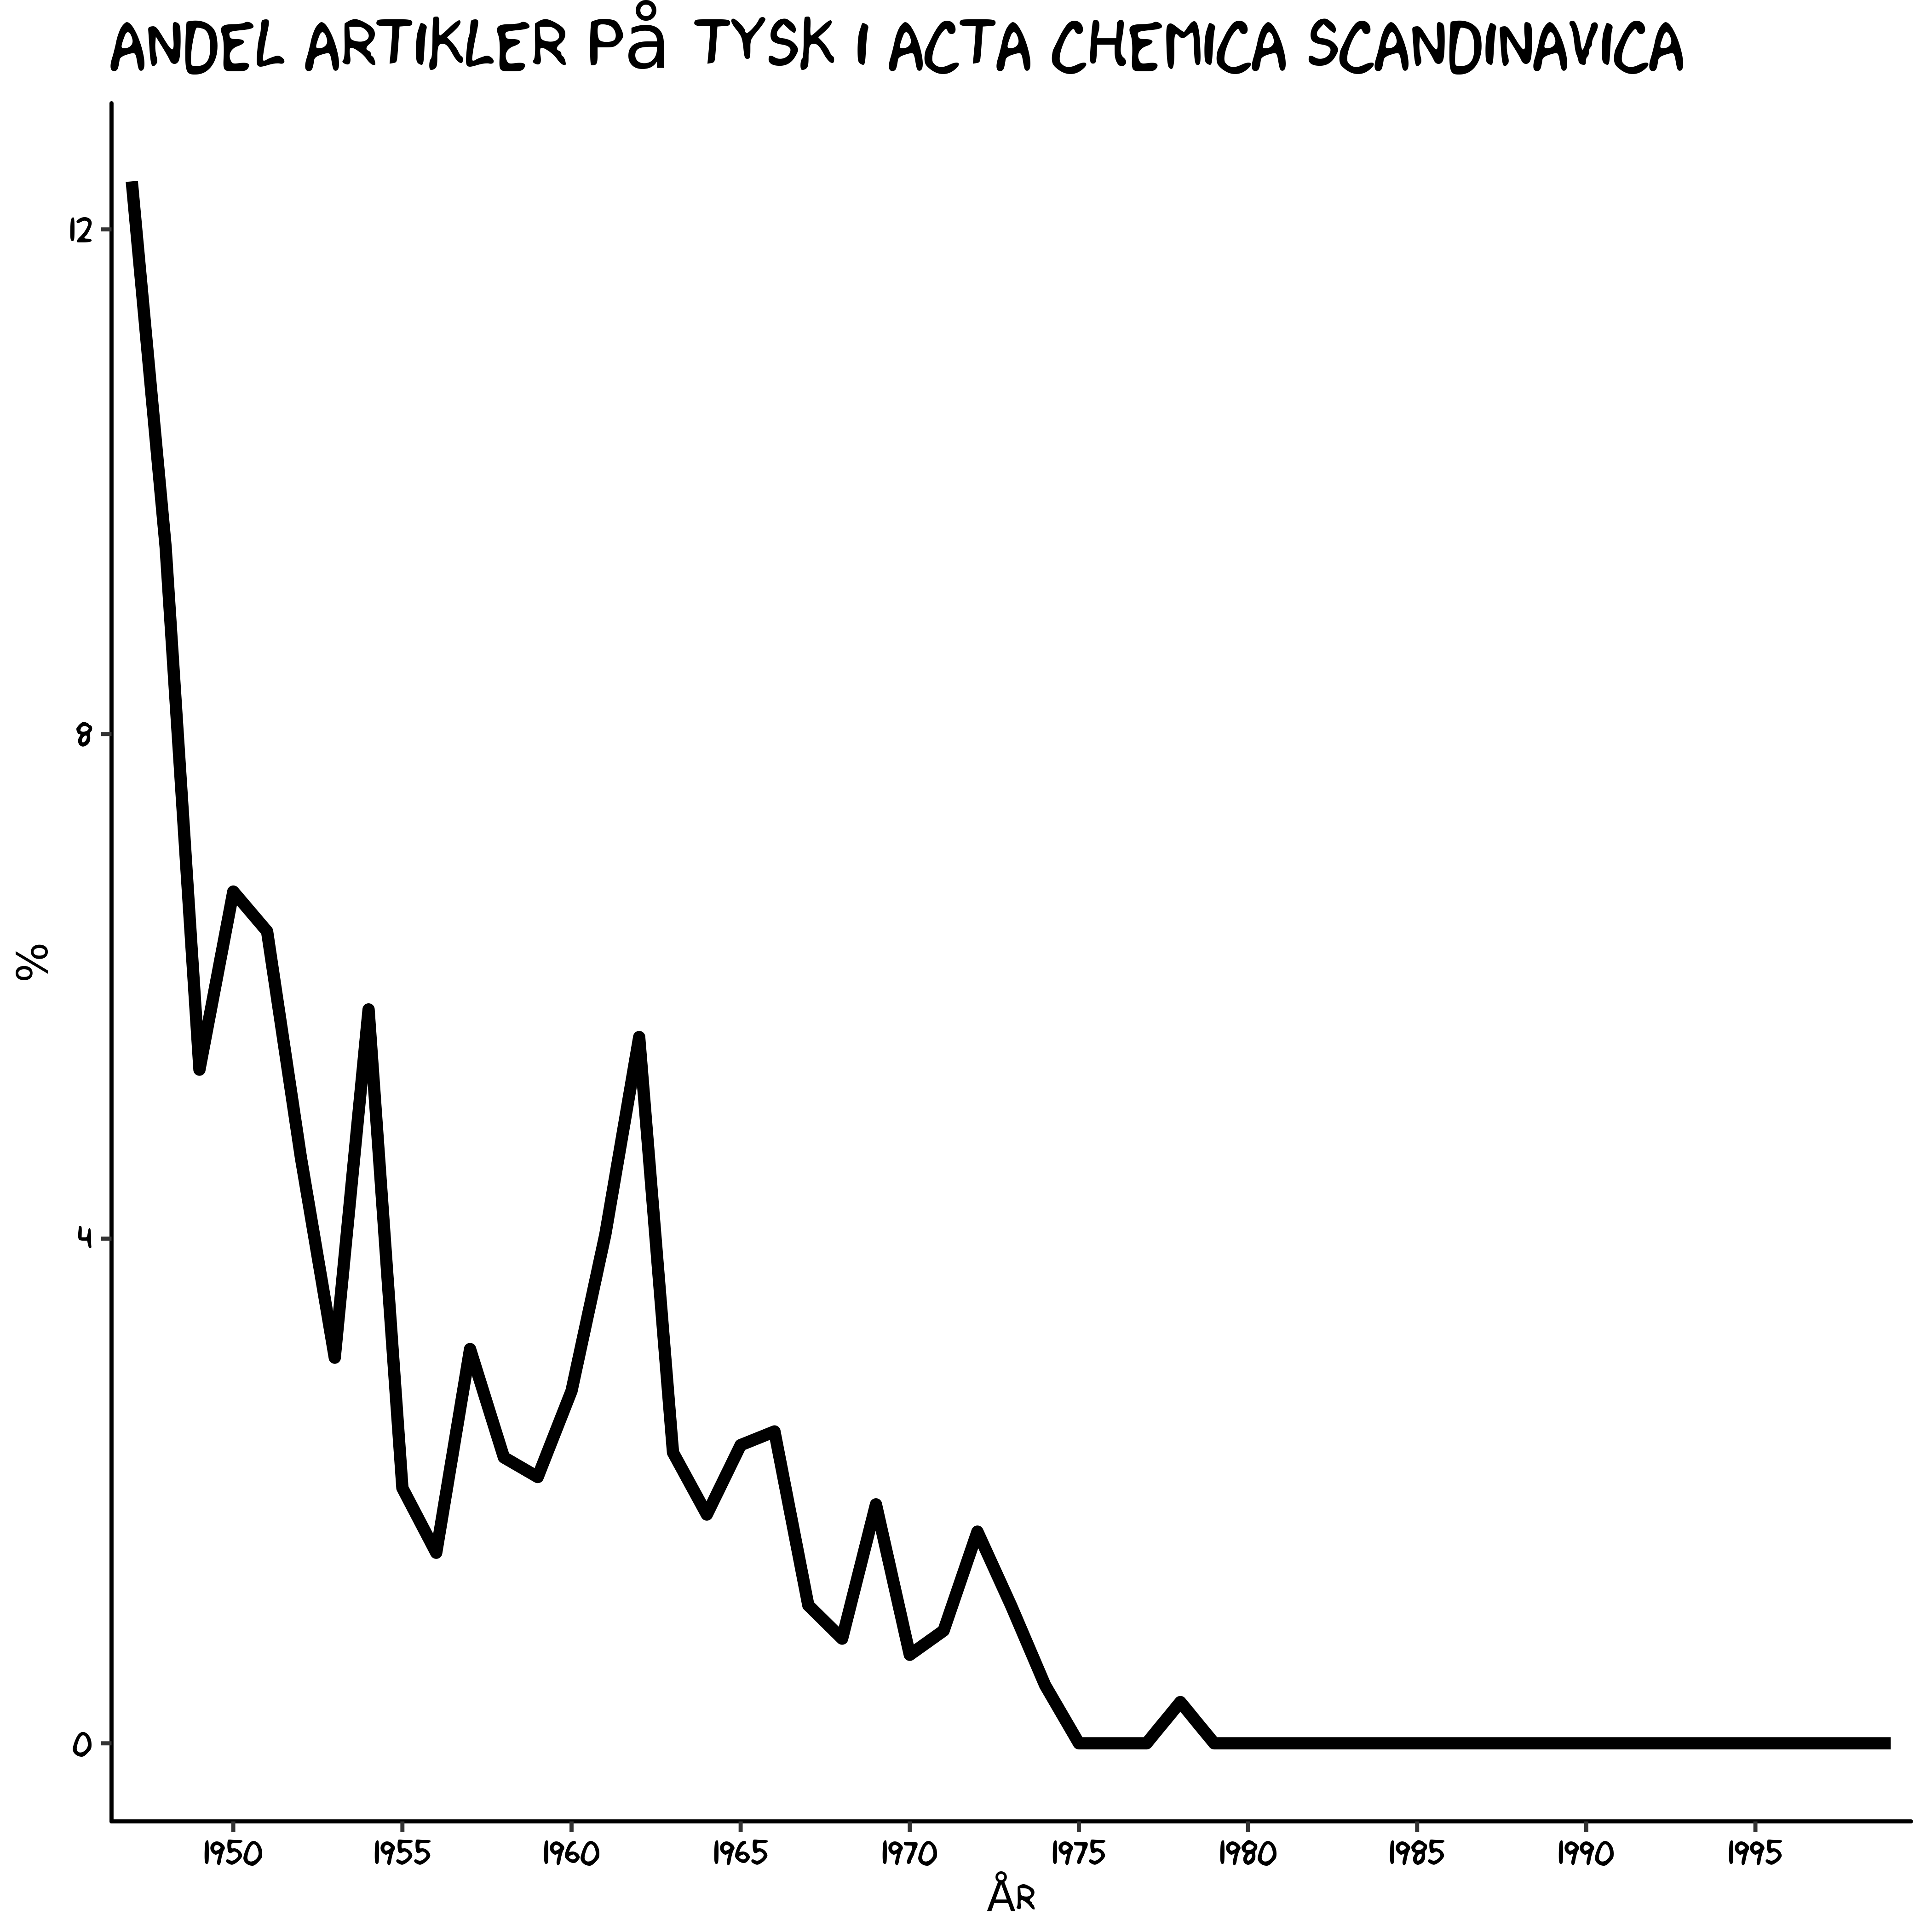 ANDEL ARTIKLER På TYSK I ACTA CHEMICA SCANDINAVICA
12
8
%
4
0
1950 1955 1960 1965 1970 1975 1980 1985 1990 1995
ÅR